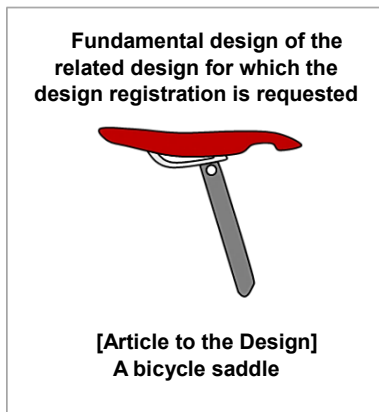 Fundamental design of the
related design for which the
design registration is requested
[Article to the Design]
A bicycle saddle